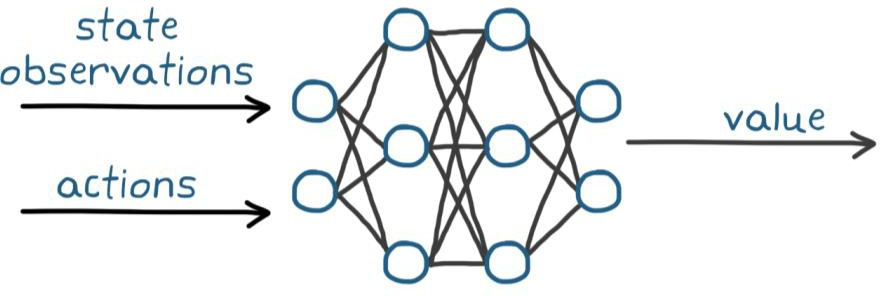 state
observations
actions
value